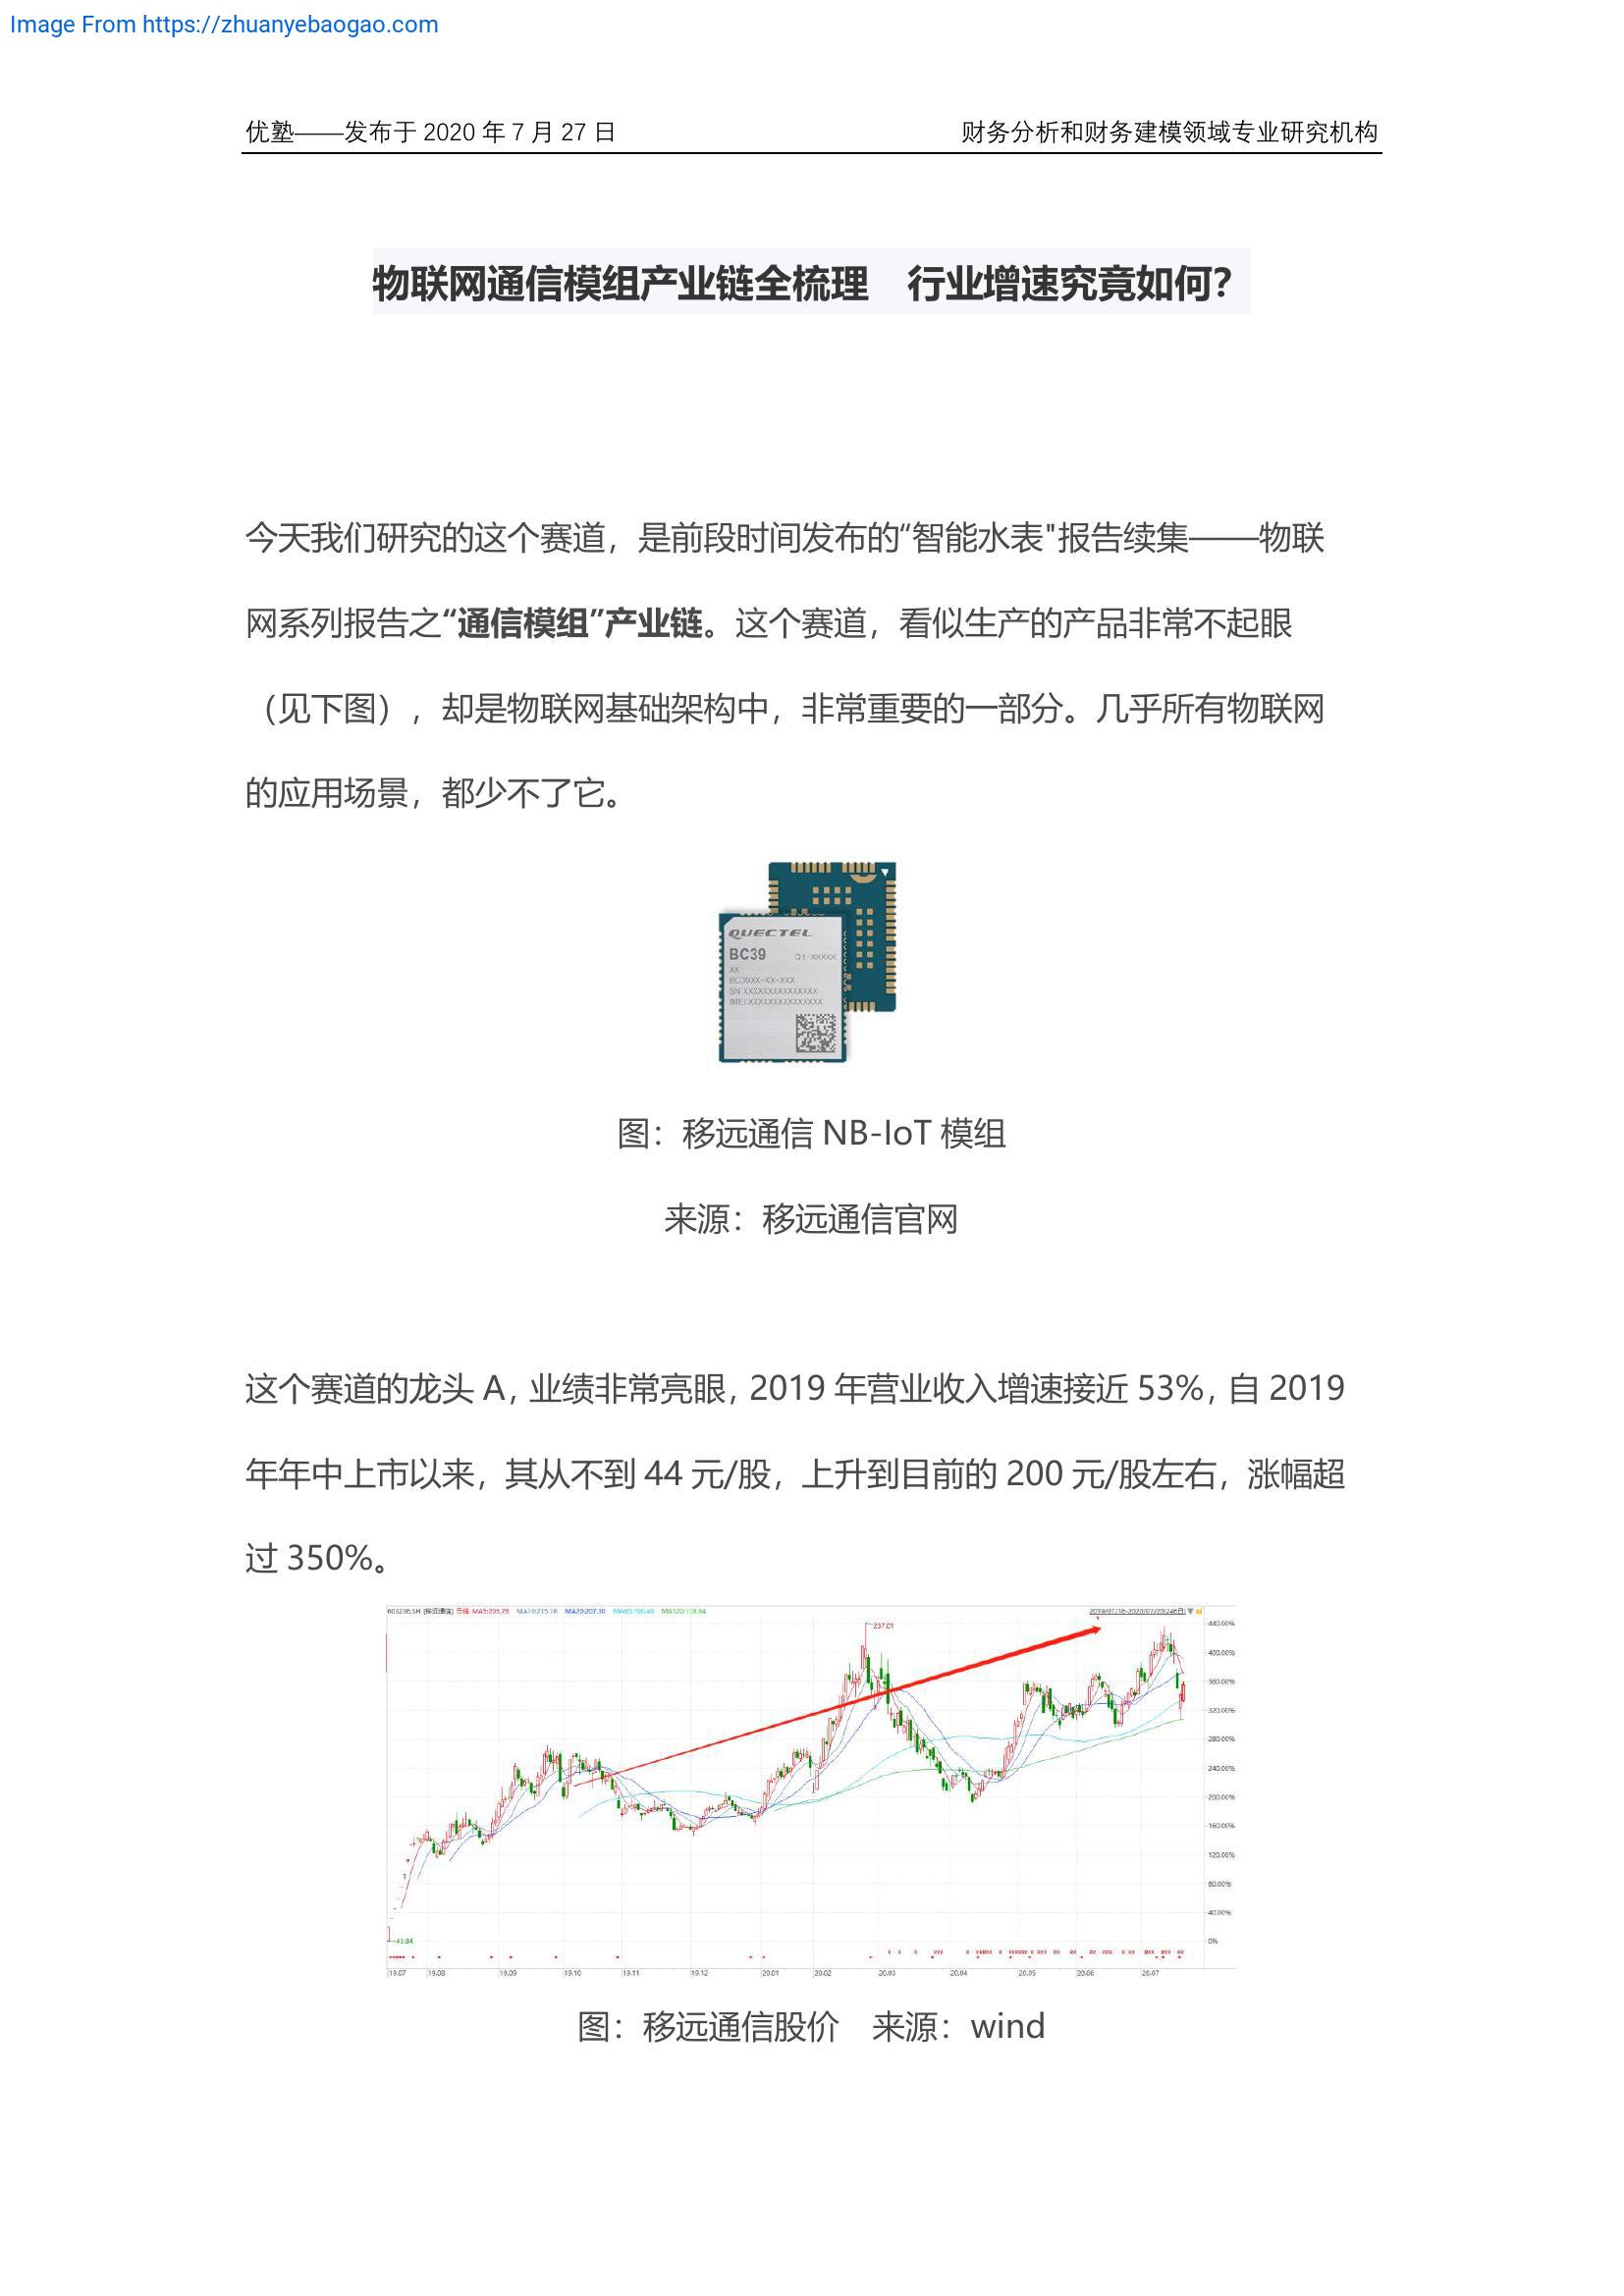 Image From https://zhuanyebaogao.com
优塾——发布于 2020 年 7 月 27 日 财务分析和财务建模领域专业研究机构
物联网通信模组产业链全梳理 行业增速究竟如何？
今天我们研究的这个赛道，是前段时间发布的“智能水表"报告续集——物联
网系列报告之“通信模组”产业链。这个赛道，看似生产的产品非常不起眼
（见下图），却是物联网基础架构中，非常重要的一部分。几乎所有物联网
的应用场景，都少不了它。
QUECTEL
BC39 Q1-XXXXX
XX
BC39XX-XX-XXX
SN:XXXXXXXXXXXXXXX
IMEI:XXXXXXXXXXXXXXX
图：移远通信 NB-IoT 模组
来源：移远通信官网
这个赛道的龙头 A，业绩非常亮眼，2019 年营业收入增速接近 53%，自 2019
年年中上市以来，其从不到 44 元/股，上升到目前的 200 元/股左右，涨幅超
过 350%。
603236.SH [移远通信] 日线 MA5:205.76 MA10:215.18 MA20:207.30 MA60:190.40 MA120:178.84
2019/07/16-2020/07/20(246日)
237.01
440.00%
400.00%
360.00%
320.00%
280.00%
240.00%
200.00%
160.00%
120.00%
80.00%
40.00%
0%
43.84
19.07 19.08 19.09 19.10 19.11 19.12 20.01 20.02 20.03 20.04 20.05 20.06 20.07
图：移远通信股价 来源：wind